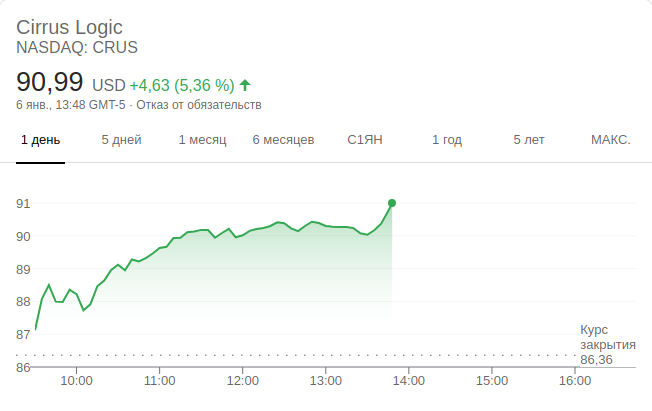 Cirrus Logic
NASDAQ: CRUS
90,99 USD +4,63 (5,36 %)
6 янв., 13:48 GMT-5 · Отказ от обязательств
1 день 5 дней 1 месяц 6 месяцев С1ЯН 1 год 5 лет МАКС.
91
90
89
88
87
Курс
закрытия
86,36
86
10:00 11:00 12:00 13:00 14:00 15:00 16:00